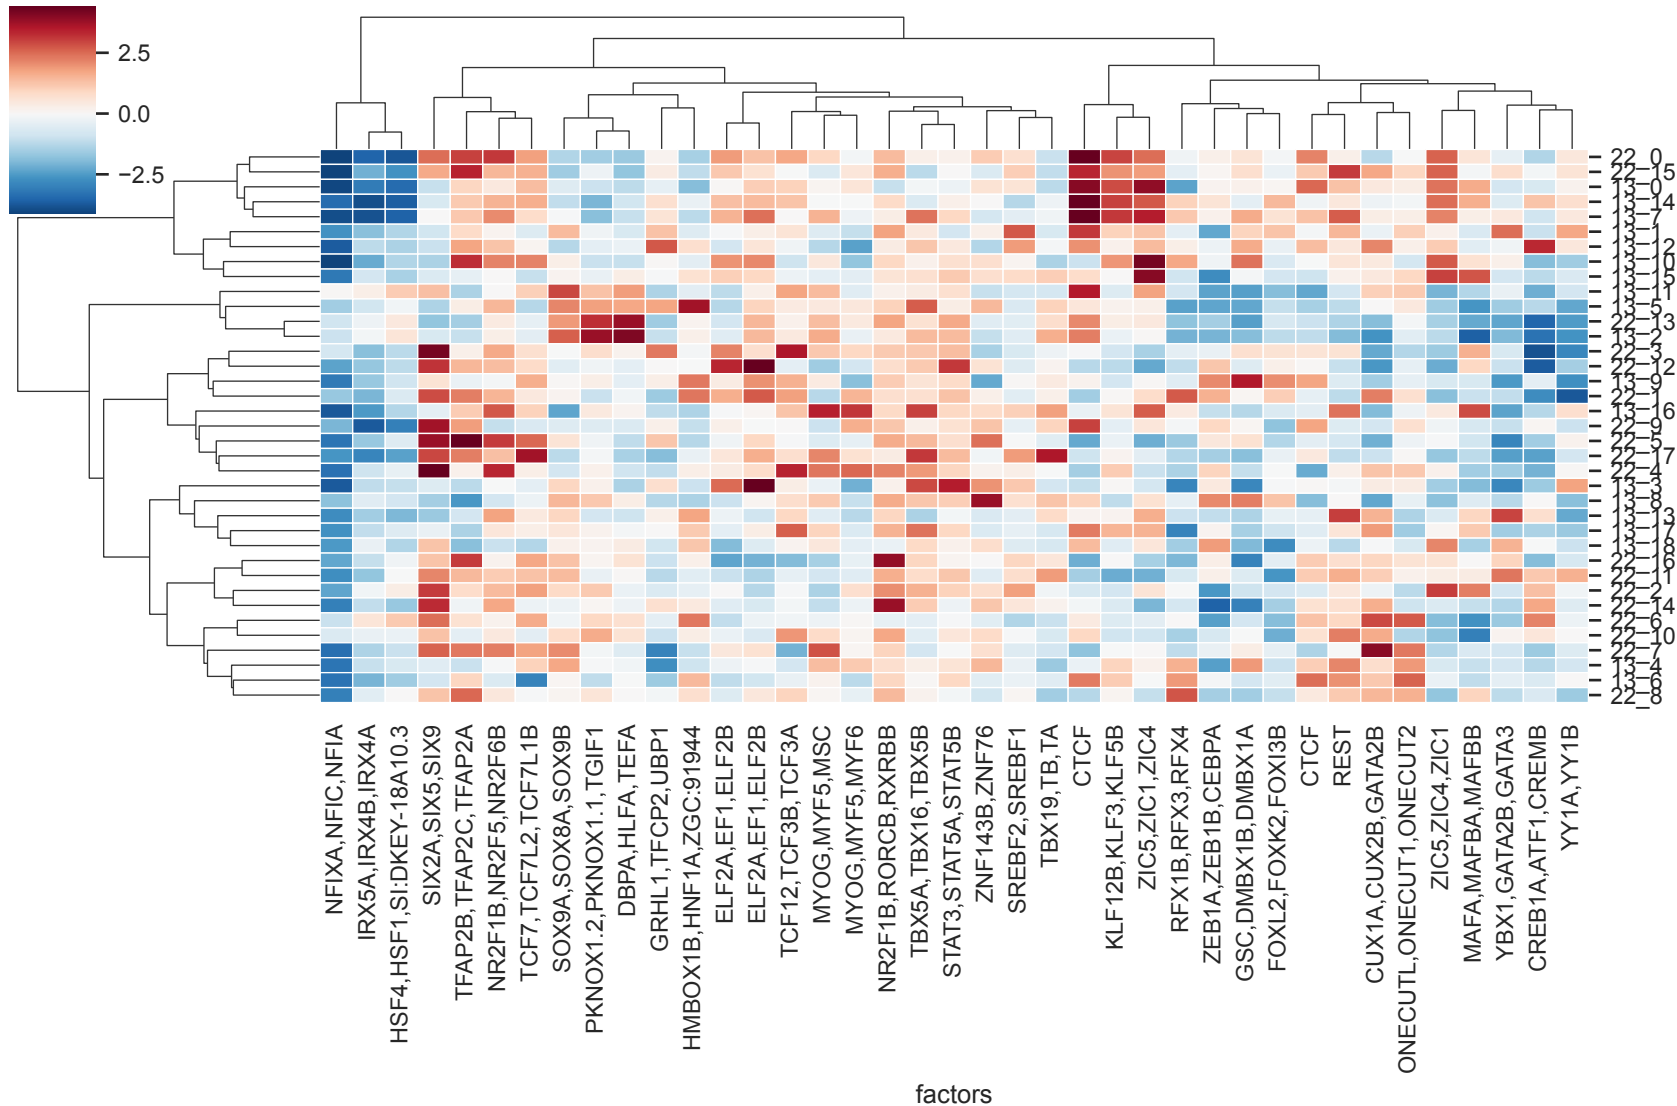 2.5
0.0
−2.5
22_0
22_15
13_0
13_14
13_7
13_1
13_12
13_10
13_15
13_11
13_5
22_13
13_2
22_3
22_12
13_9
22_1
13_16
22_9
22_5
22_17
22_4
13_3
13_8
13_13
13_17
13_18
22_16
22_11
22_2
22_14
22_6
22_10
22_7
13_4
13_6
22_8
NFIXA,NFIC,NFIA
IRX5A,IRX4B,IRX4A
HSF4,HSF1,SI:DKEY-18A10.3
SIX2A,SIX5,SIX9
TFAP2B,TFAP2C,TFAP2A
NR2F1B,NR2F5,NR2F6B
TCF7,TCF7L2,TCF7L1B
SOX9A,SOX8A,SOX9B
PKNOX1.2,PKNOX1.1,TGIF1
DBPA,HLFA,TEFA
GRHL1,TFCP2,UBP1
HMBOX1B,HNF1A,ZGC:91944
ELF2A,EF1,ELF2B
ELF2A,EF1,ELF2B
TCF12,TCF3B,TCF3A
MYOG,MYF5,MSC
MYOG,MYF5,MYF6
NR2F1B,RORCB,RXRBB
TBX5A,TBX16,TBX5B
STAT3,STAT5A,STAT5B
ZNF143B,ZNF76
SREBF2,SREBF1
TBX19,TB,TA
CTCF
KLF12B,KLF3,KLF5B
ZIC5,ZIC1,ZIC4
RFX1B,RFX3,RFX4
ZEB1A,ZEB1B,CEBPA
GSC,DMBX1B,DMBX1A
FOXL2,FOXK2,FOXI3B
CTCF
REST
CUX1A,CUX2B,GATA2B
ONECUTL,ONECUT1,ONECUT2
ZIC5,ZIC4,ZIC1
MAFA,MAFBA,MAFBB
YBX1,GATA2B,GATA3
CREB1A,ATF1,CREMB
YY1A,YY1B
factors